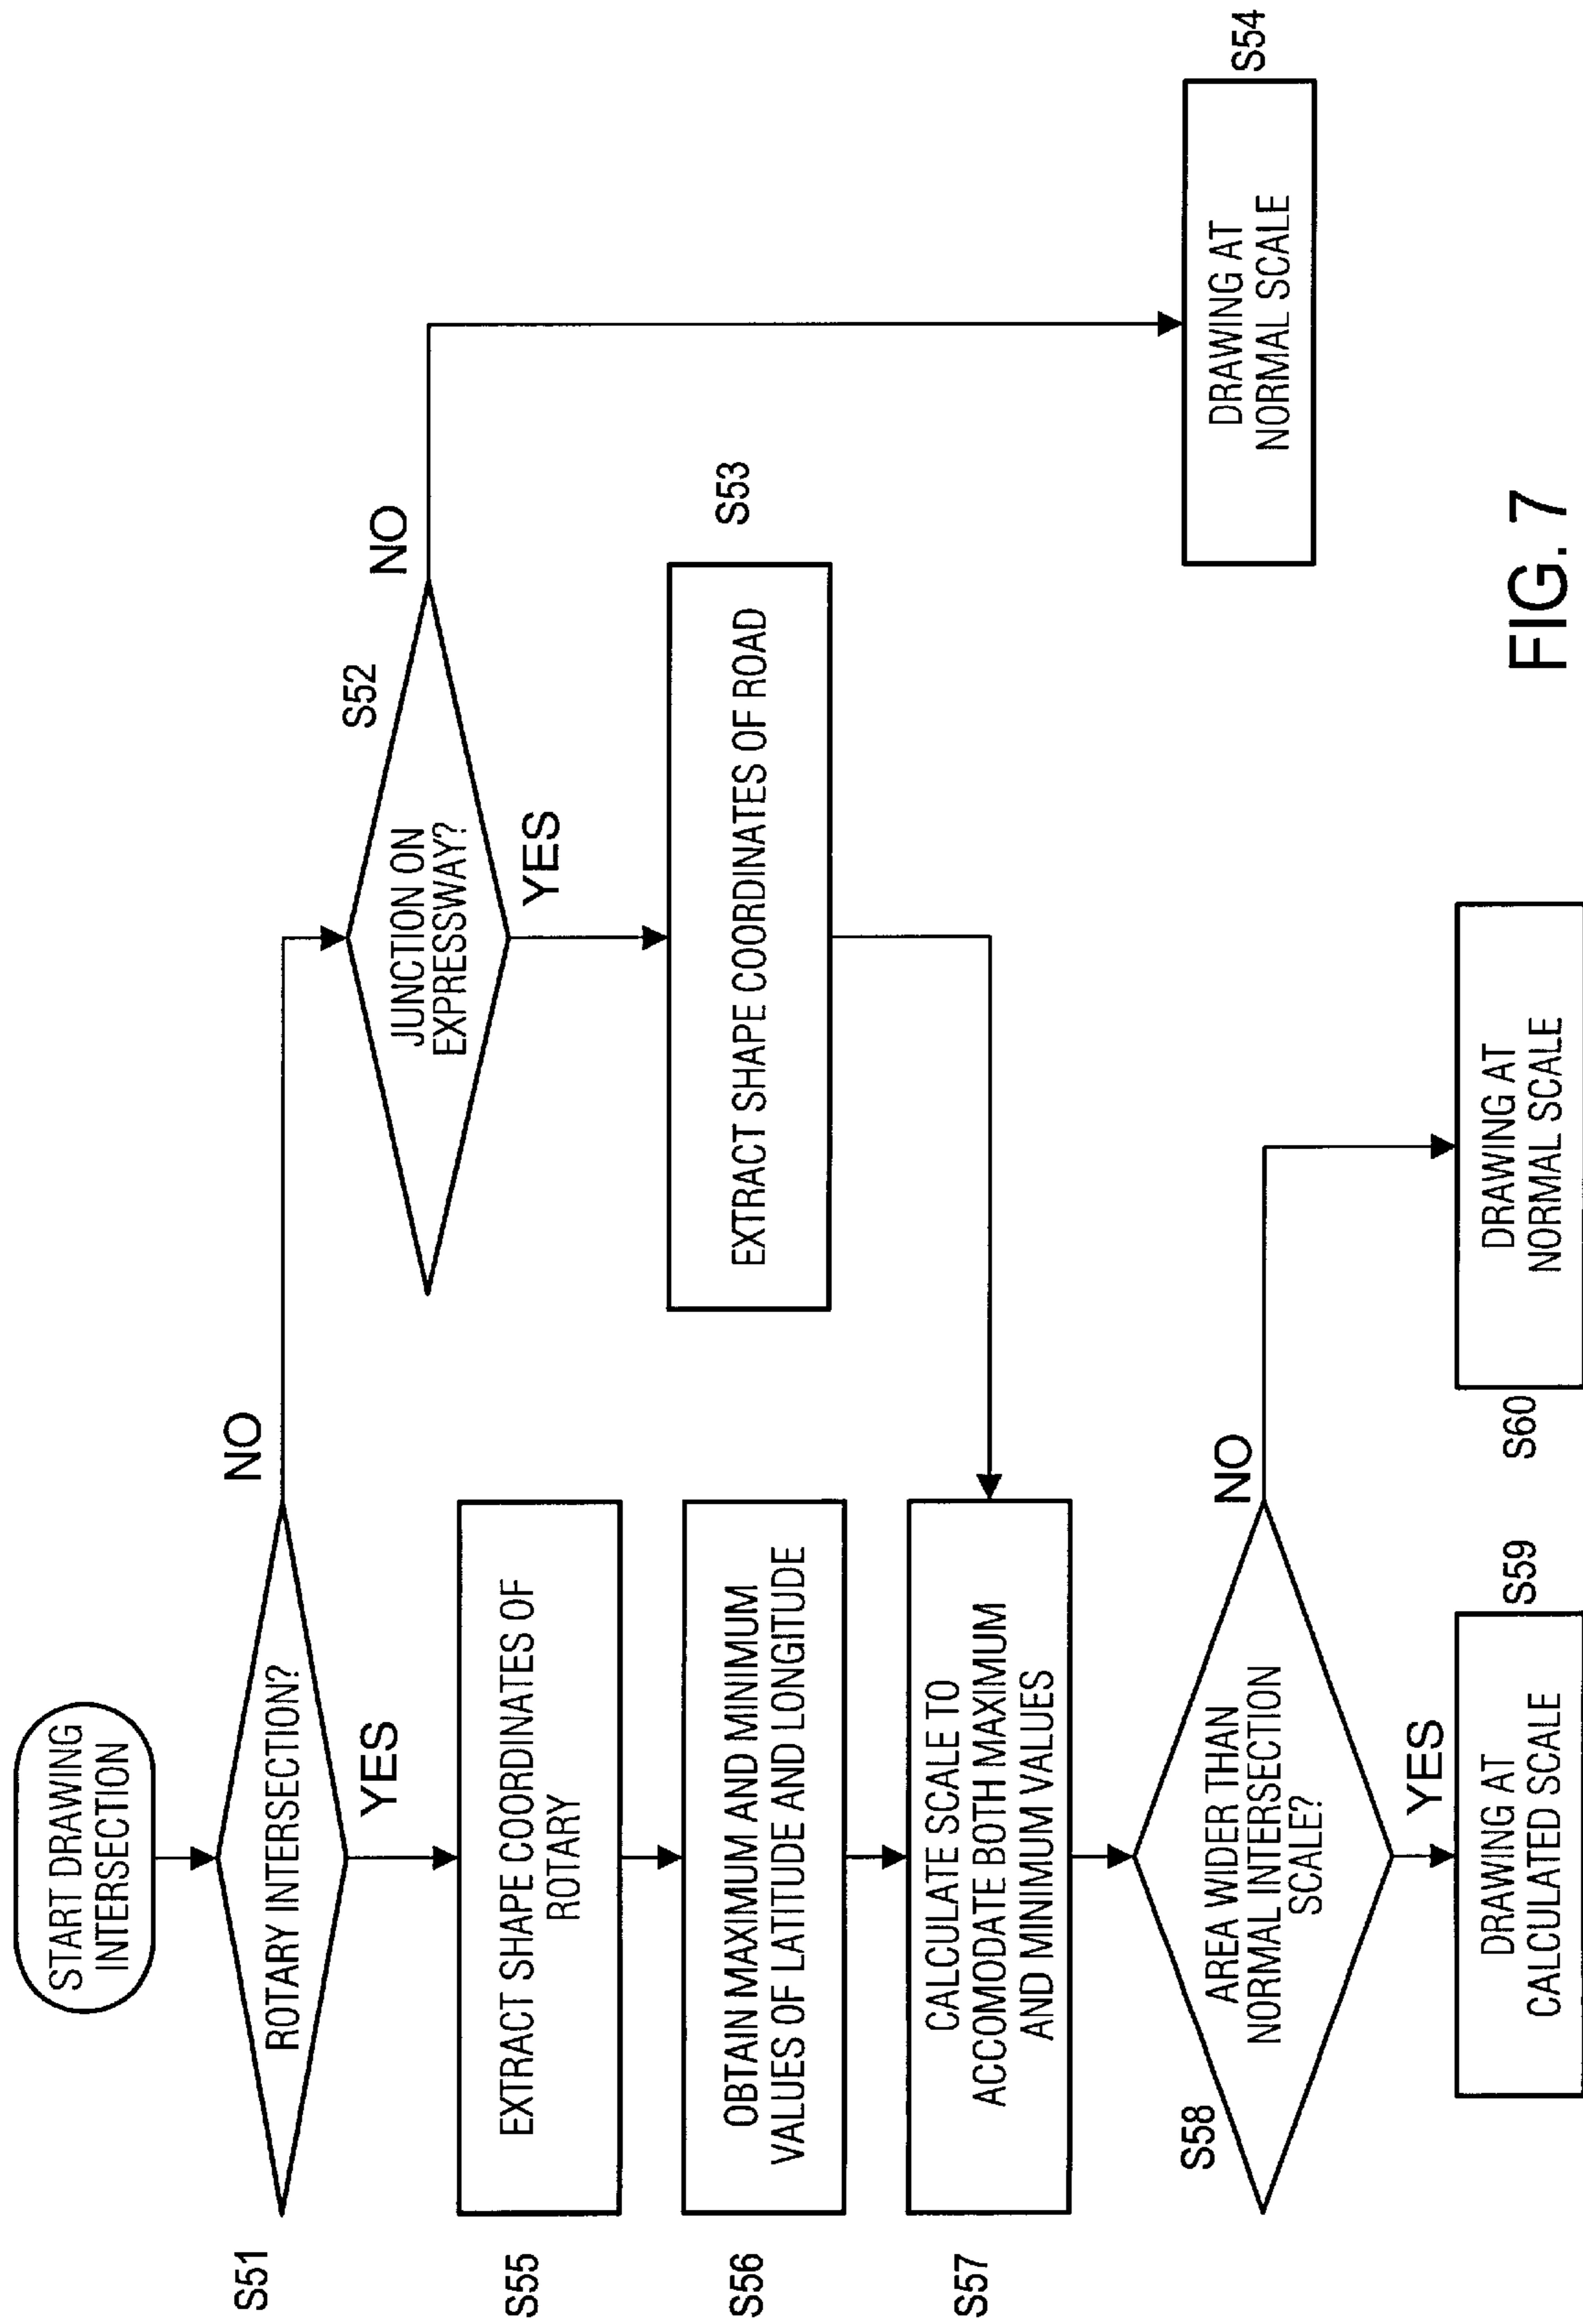 START DRAWING
INTERSECTION
S51
ROTARY INTERSECTION?
NO
YES
S52
JUNCTION ON
EXPRESSWAY?
NO
YES
S55
EXTRACT SHAPE COORDINATES OF
ROTARY
S53
EXTRACT SHAPE COORDINATES OF ROAD
S56
OBTAIN MAXIMUM AND MINIMUM
VALUES OF LATITUDE AND LONGITUDE
S57
CALCULATE SCALE TO
ACCOMODATE BOTH MAXIMUM
AND MINIMUM VALUES
S54
DRAWING AT
NORMAL SCALE
S58
AREA WIDER THAN
NORMAL INTERSECTION
SCALE?
NO
YES
S59
DRAWING AT
CALCULATED SCALE
S60
DRAWING AT
NORMAL SCALE
FIG. 7